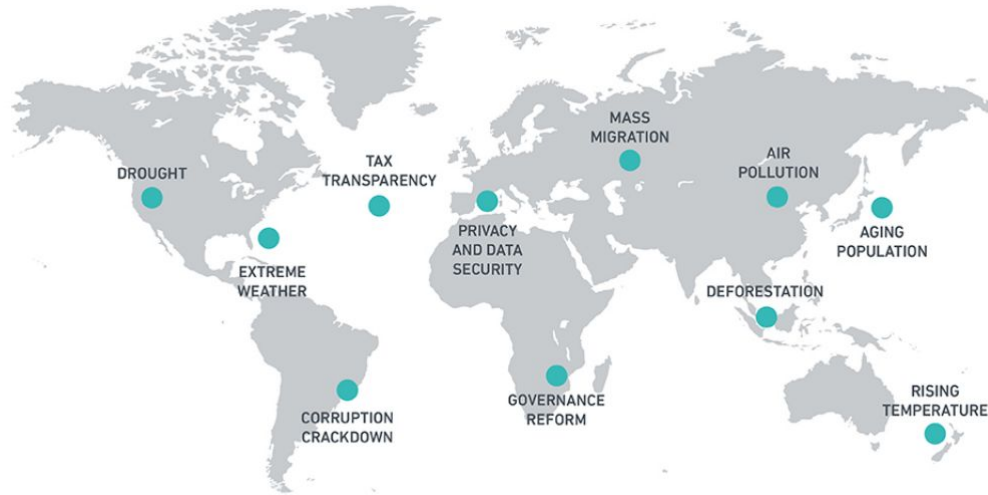 MASS
MIGRATION
AIR
POLLUTION
TAX
TRANSPARENCY
DROUGHT
PRIVACY
AND DATA
SECURITY
AGING
POPULATION
EXTREME
WEATHER
DEFORESTATION
GOVERNANCE
REFORM
RISING
TEMPERATURE
CORRUPTION
CRACKDOWN